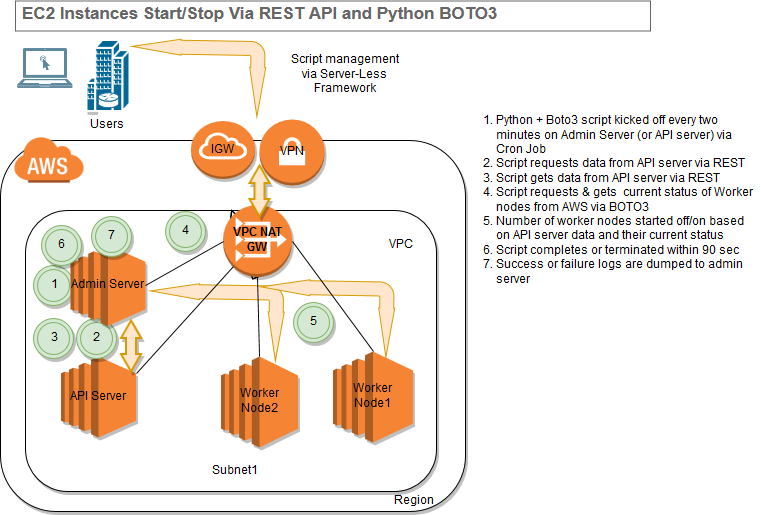 EC2 Instances Start/Stop Via REST API and Python BOTO3
Script management
via Server-Less
Framework
Users
IGW
VPN
AWS
1. Python + Boto3 script kicked off every two
minutes on Admin Server (or API server) via
Cron Job
2. Script requests data from API server via REST
3. Script gets data from API server via REST
4. Script requests & gets current status of Worker
nodes from AWS via BOTO3
5. Number of worker nodes started off/on based
on API server data and their current status
6. Script completes or terminated within 90 sec
7. Success or failure logs are dumped to admin
server
4
7
6
VPC NAT
GW
VPC
1
Admin Server
3
2
5
API Server
Worker
Node2
Worker
Node1
Subnet1
Region